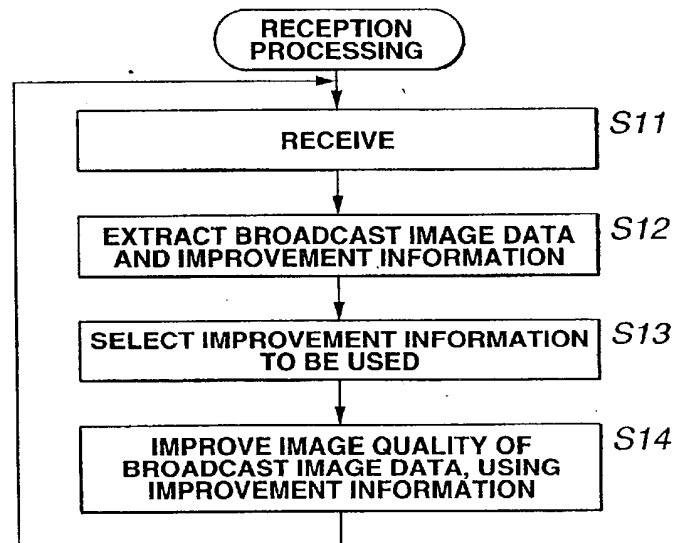 RECEPTION
PROCESSING
RECEIVE
S11
EXTRACT BROADCAST IMAGE DATA
AND IMPROVEMENT INFORMATION
S12
SELECT IMPROVEMENT INFORMATION
TO BE USED
S13
IMPROVE IMAGE QUALITY OF
BROADCAST IMAGE DATA, USING
IMPROVEMENT INFORMATION
S14